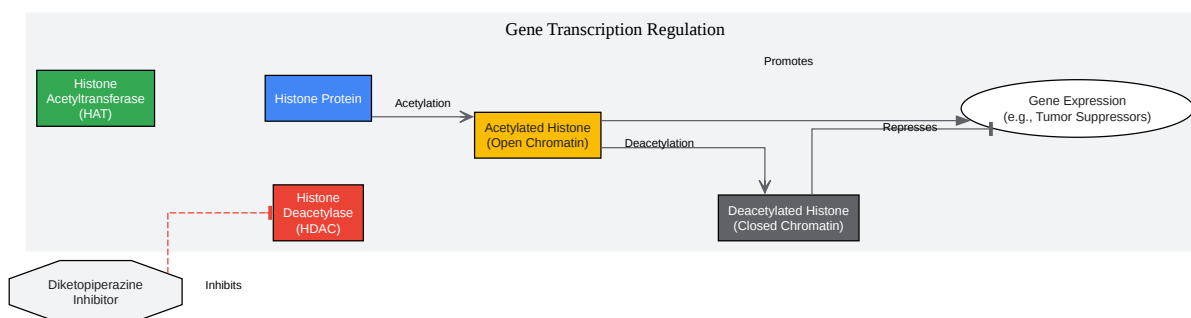 Gene Transcription Regulation
Promotes
Histone
Acetyltransferase
(HAT)
Histone Protein
Acetylation
Acetylated Histone
(Open Chromatin)
Gene Expression
(e.g., Tumor Suppressors)
Represses
Deacetylation
Histone
Deacetylase
(HDAC)
Deacetylated Histone
(Closed Chromatin)
Diketopiperazine
Inhibitor
Inhibits